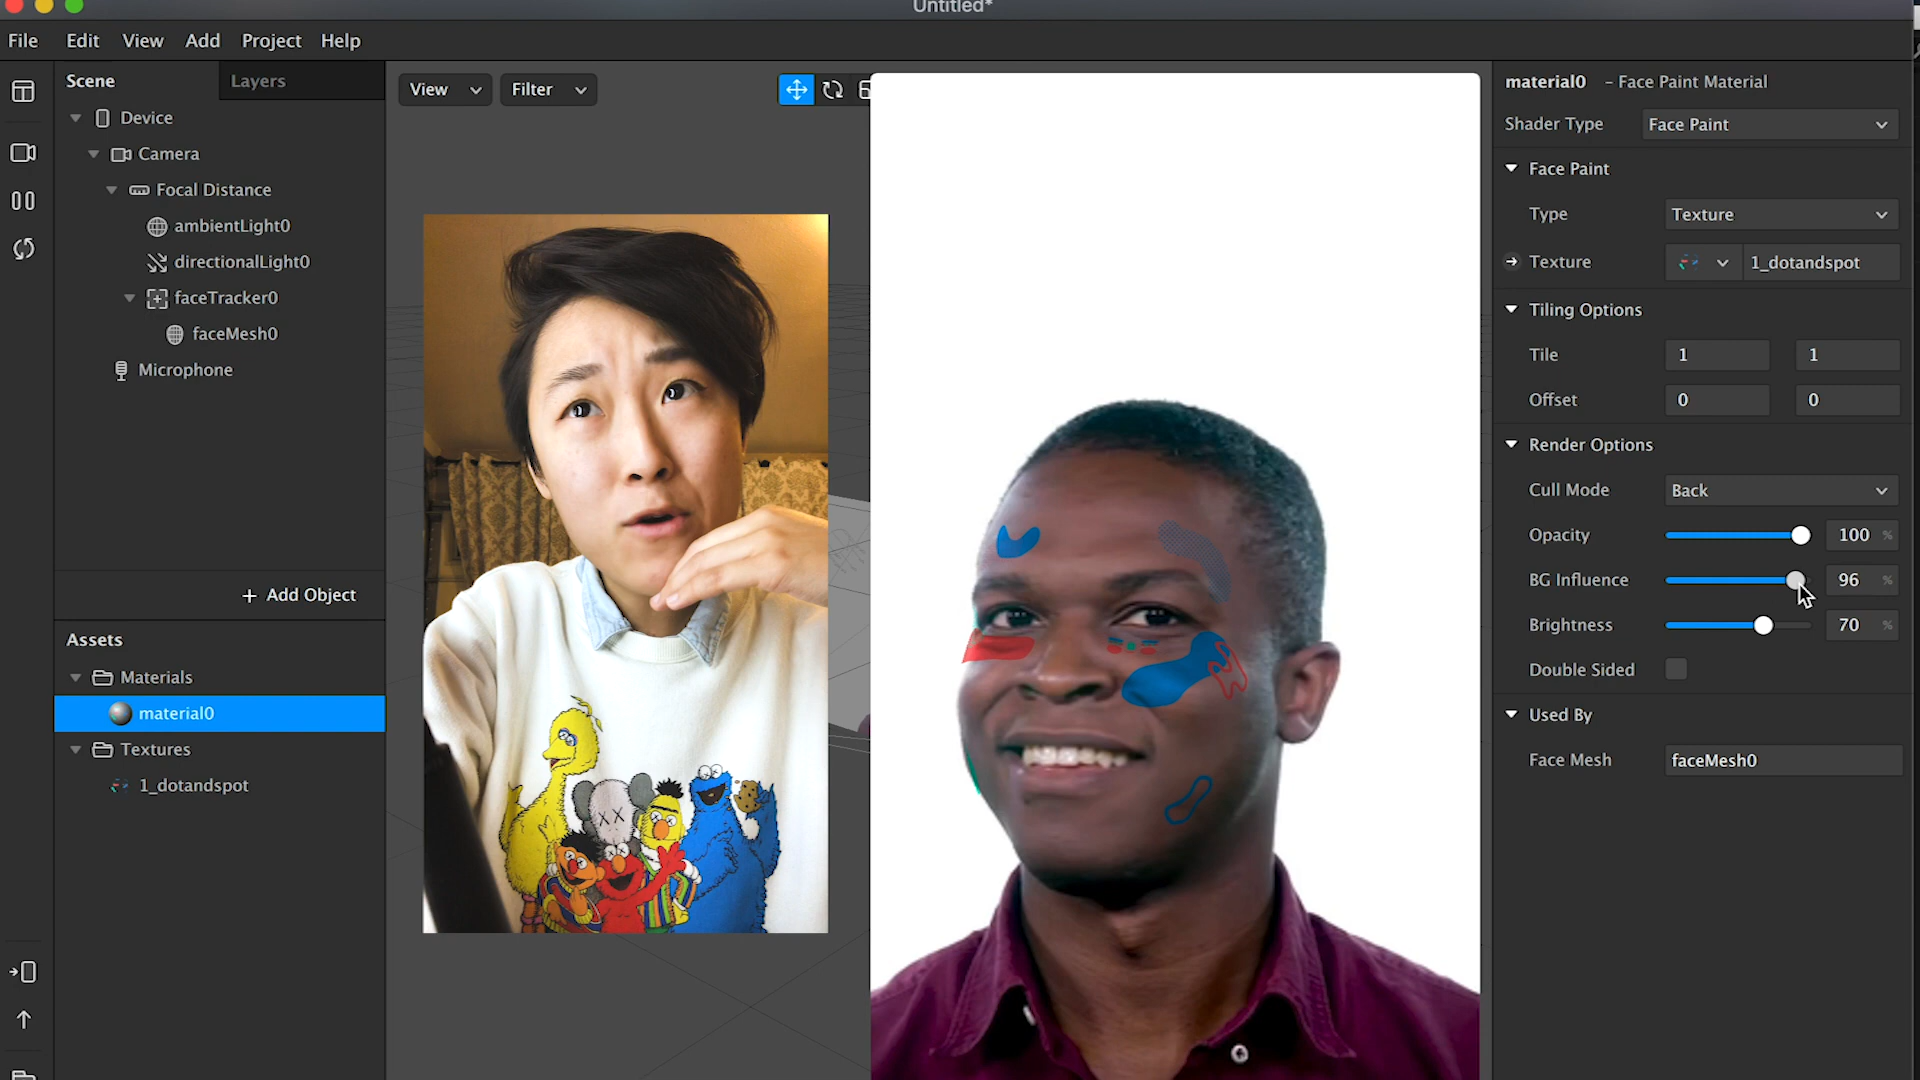 Untitled*
File Edit View Add Project Help
Scene
Layers
Device
Camera
Focal Distance
ambientLight0
directionalLight0
faceTracker0
faceMesh0
Microphone
+ Add Object
Assets
Materials
material0
Textures
1_dotandspot
View
Filter
material0 – Face Paint Material
Shader Type Face Paint
Face Paint
Type Texture
Texture 1_dotandspot
Tiling Options
Tile 1 1
Offset 0 0
Render Options
Cull Mode Back
Opacity 100 %
BG Influence 96 %
Brightness 70 %
Double Sided
Used By
Face Mesh faceMesh0